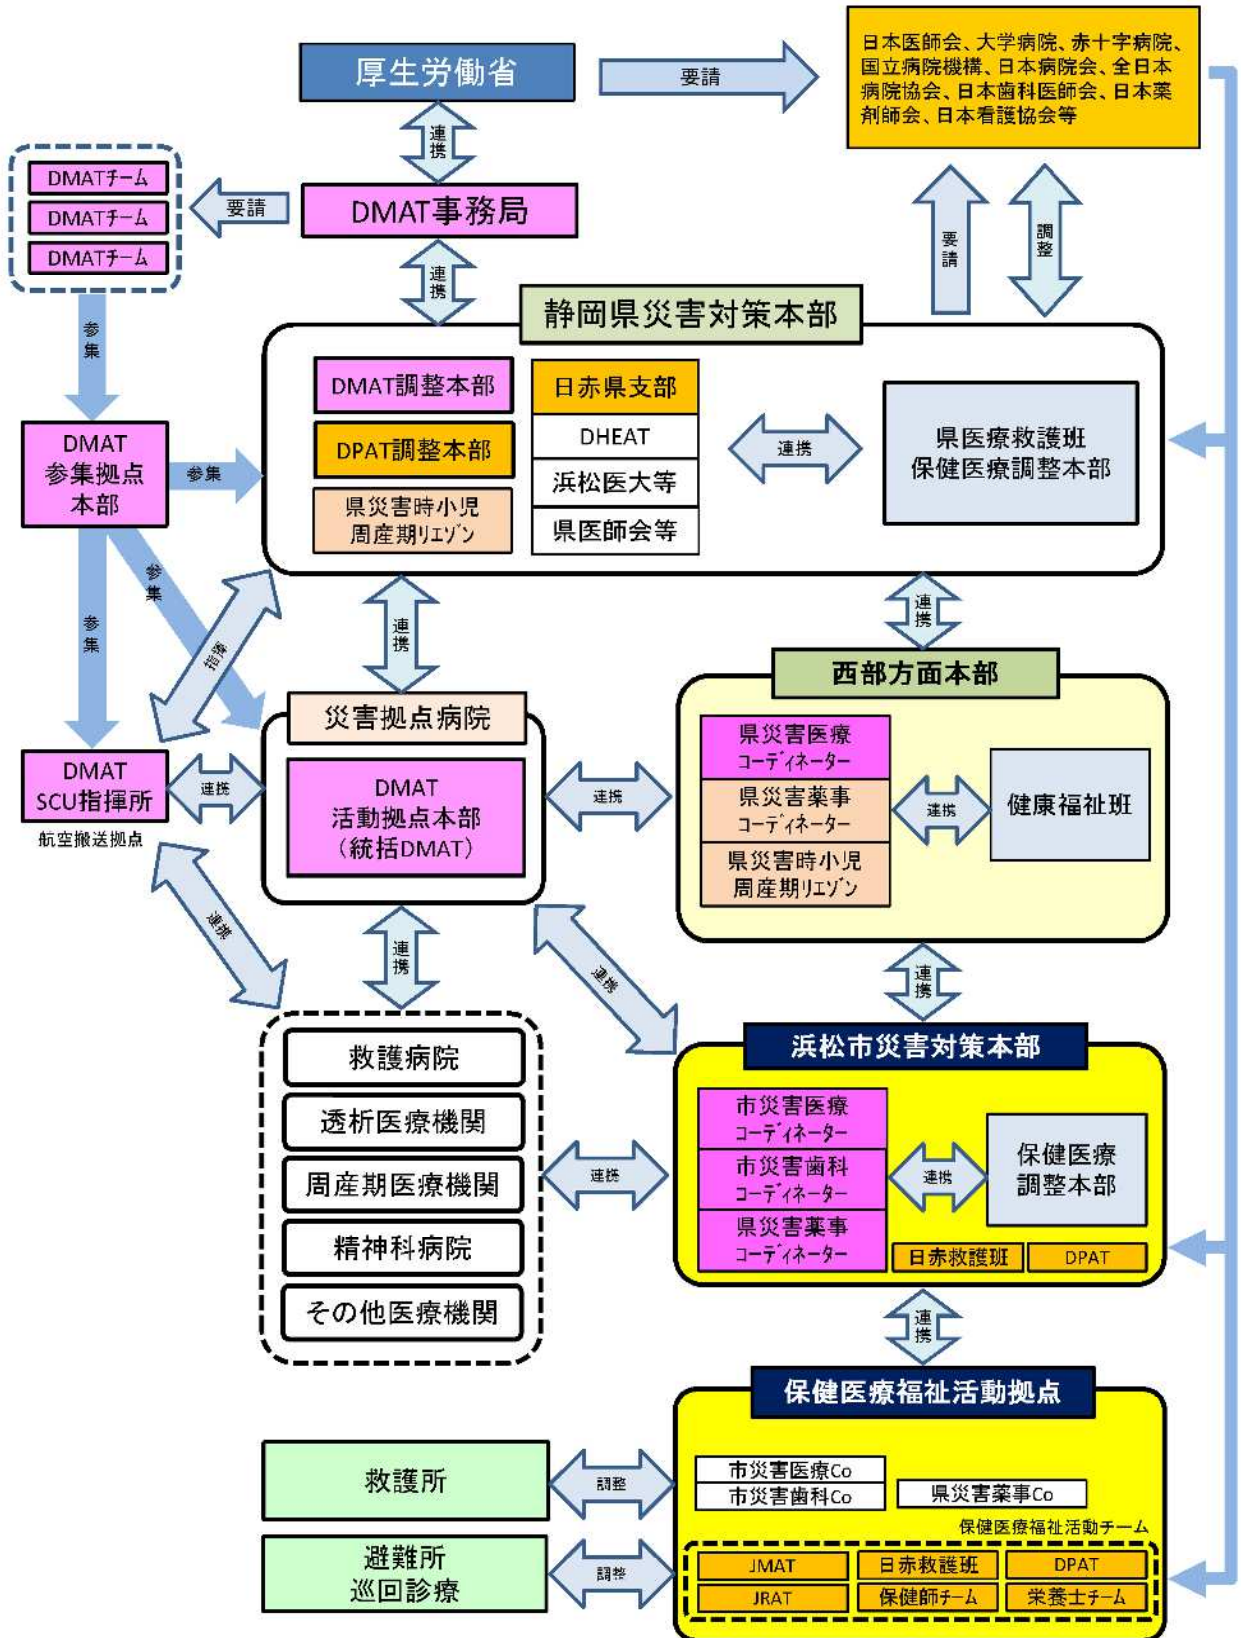 厚生労働省
要請
日本医師会、大学病院、赤十字病院、
国立病院機構、日本病院会、全日本
病院協会、日本歯科医師会、日本薬
剤師会、日本看護協会等
連携
DMATチーム
DMATチーム
DMATチーム
要請
DMAT事務局
要請
調整
連携
参集
静岡県災害対策本部
DMAT調整本部
DPAT調整本部
県災害時小児
周産期リエゾン
日赤県支部
DHEAT
浜松医大等
県医師会等
連携
県医療救護班
保健医療調整本部
DMAT
参集拠点
本部
参集
参集
参集
指揮
連携
連携
災害拠点病院
DMAT
活動拠点本部
（統括DMAT）
DMAT
SCU指揮所
航空搬送拠点
連携
連携
西部方面本部
県災害医療
コーディネーター
県災害薬事
コーディネーター
県災害時小児
周産期リエゾン
連携
健康福祉班
連携
連携
連携
連携
救護病院
透析医療機関
周産期医療機関
精神科病院
その他医療機関
連携
浜松市災害対策本部
市災害医療
コーディネーター
市災害歯科
コーディネーター
県災害薬事
コーディネーター
連携
保健医療
調整本部
日赤救護班
DPAT
連携
保健医療福祉活動拠点
市災害医療Co
市災害歯科Co
県災害薬事Co
保健医療福祉活動チーム
JMAT
日赤救護班
DPAT
JRAT
保健師チーム
栄養士チーム
救護所
調整
避難所
巡回診療
調整